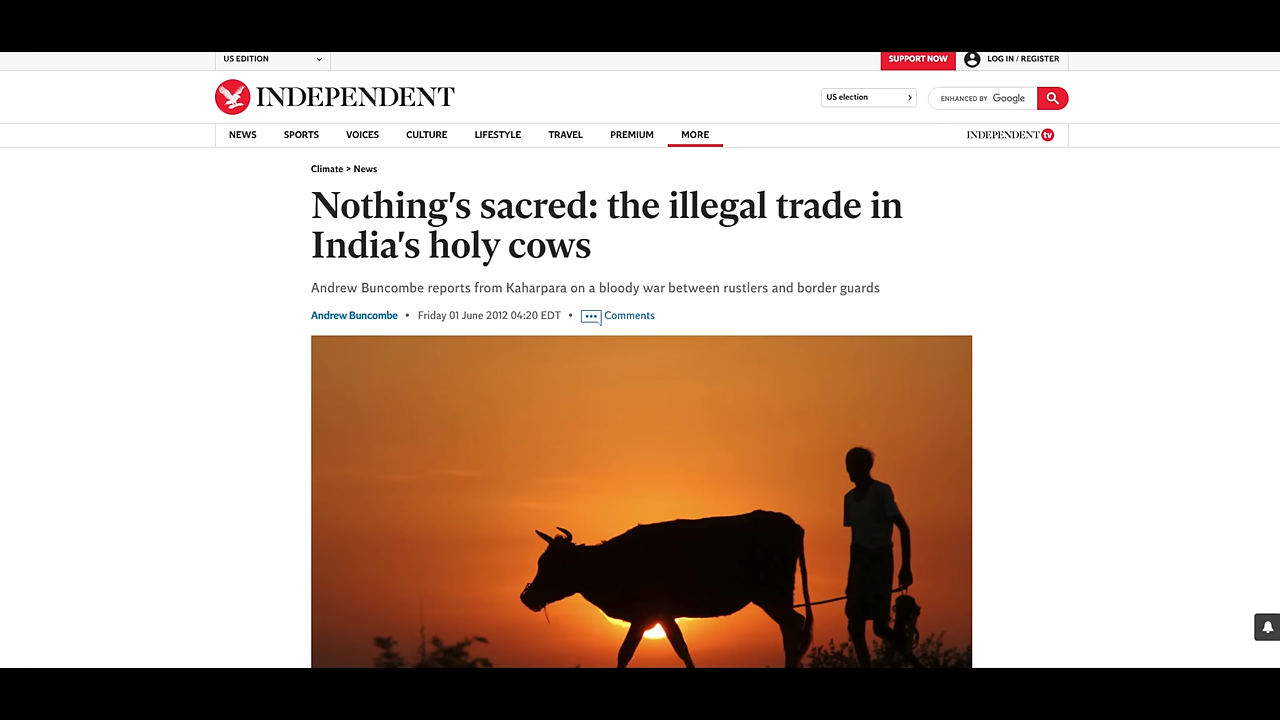 US EDITION
SUPPORT NOW
LOG IN / REGISTER
INDEPENDENT
US election
ENHANCED BY Google
NEWS SPORTS VOICES CULTURE LIFESTYLE TRAVEL PREMIUM MORE
INDEPENDENT tv
Climate > News
Nothing's sacred: the illegal trade in
India's holy cows
Andrew Buncombe reports from Kaharpara on a bloody war between rustlers and border guards
Andrew Buncombe • Friday 01 June 2012 04:20 EDT • Comments